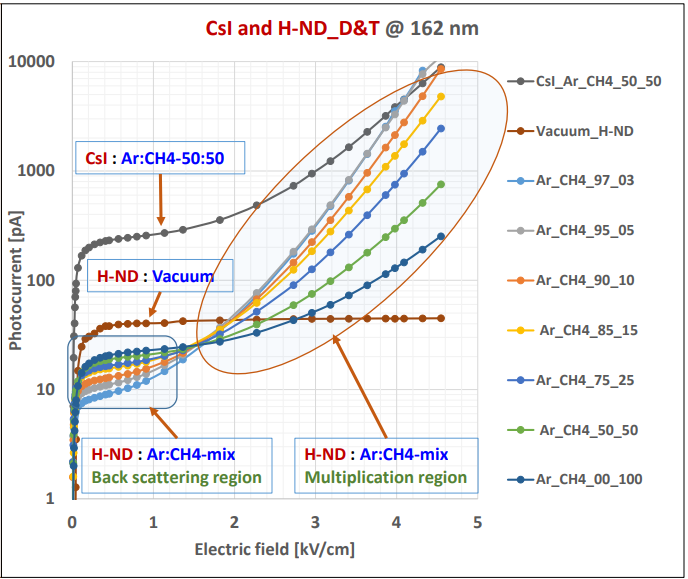 CsI and H-ND_D&T @ 162 nm
10000
1000
100
10
1
Photocurrent [pA]
0 1 2 3 4 5
Electric field [kV/cm]
CsI : Ar:CH4-50:50
H-ND : Vacuum
H-ND : Ar:CH4-mix
Back scattering region
H-ND : Ar:CH4-mix
Multiplication region
CsI_Ar_CH4_50_50
Vacuum_H-ND
Ar_CH4_97_03
Ar_CH4_95_05
Ar_CH4_90_10
Ar_CH4_85_15
Ar_CH4_75_25
Ar_CH4_50_50
Ar_CH4_00_100